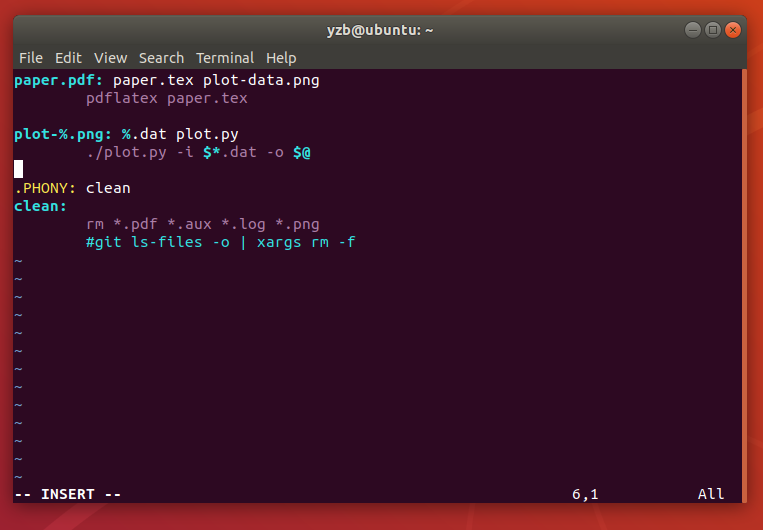 yzb@ubuntu: ~
File Edit View Search Terminal Help
paper.pdf: paper.tex plot-data.png
        pdflatex paper.tex
plot-%.png: %.dat plot.py
        ./plot.py -i $*.dat -o $@
.PHONY: clean
clean:
        rm *.pdf *.aux *.log *.png
        #git ls-files -o | xargs rm -f
~
~
~
~
~
~
~
~
~
~
~
~
~
-- INSERT -- 6,1 All